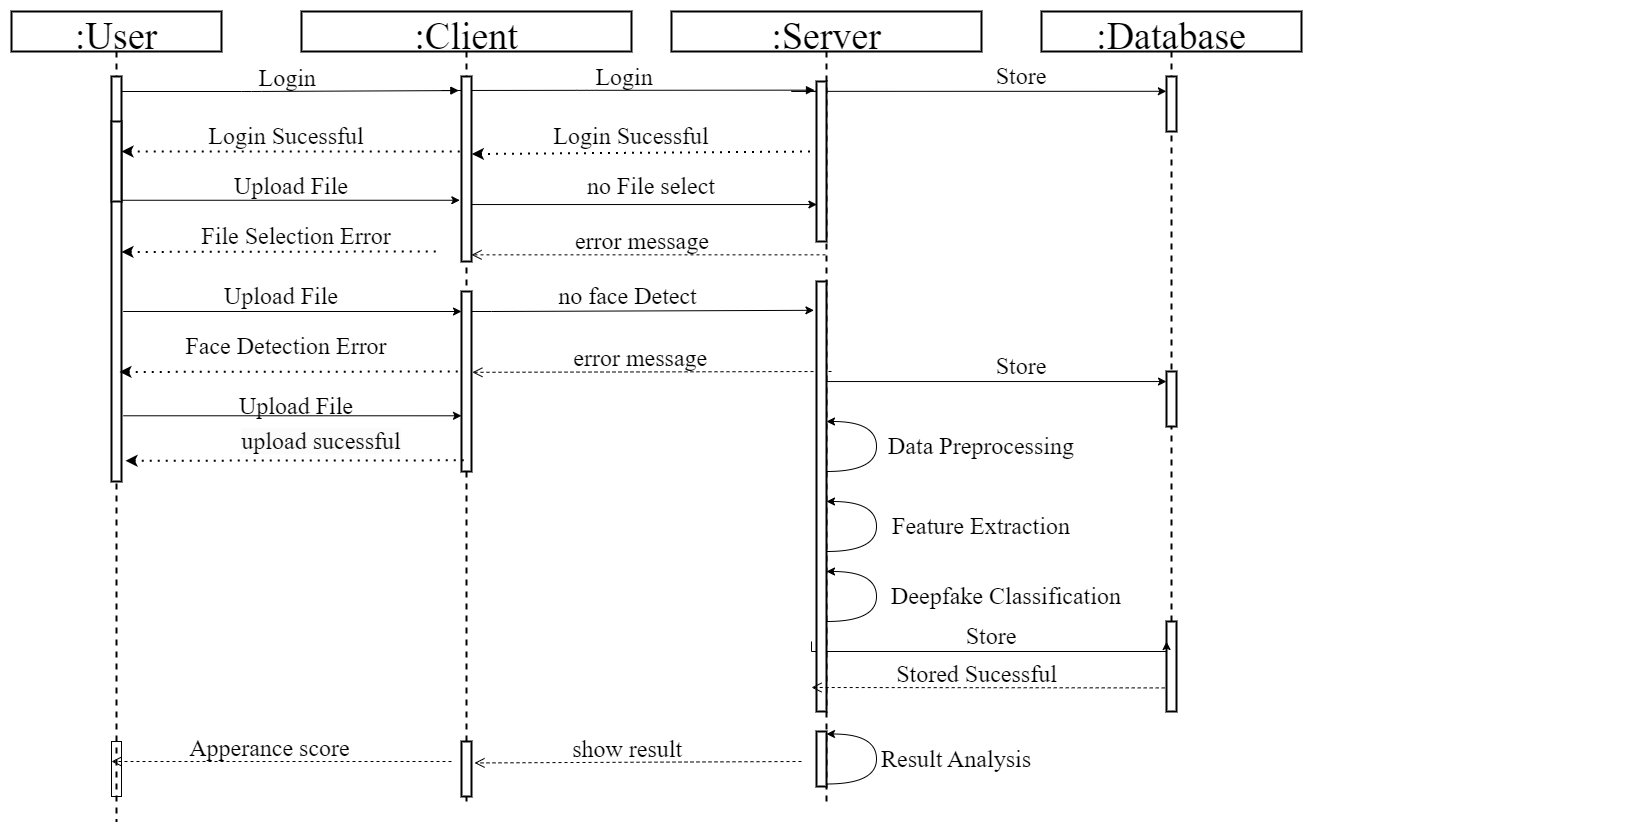 :User
:Client
:Server
:Database
Login
Login
Store
Login Sucessful
Login Sucessful
Upload File
no File select
File Selection Error
error message
Upload File
no face Detect
Face Detection Error
error message
Store
Upload File
upload sucessful
Data Preprocessing
Feature Extraction
Deepfake Classification
Store
Stored Sucessful
Apperance score
show result
Result Analysis